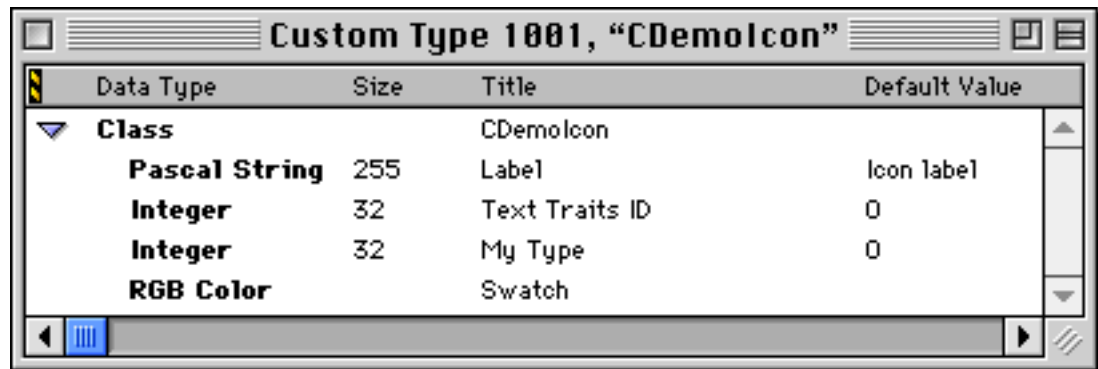 Custom Type 1001, “CDemoIcon”
Data Type Size Title Default Value
Class CDemoIcon
Pascal String 255 Label Icon label
Integer 32 Text Traits ID 0
Integer 32 My Type 0
RGB Color Swatch